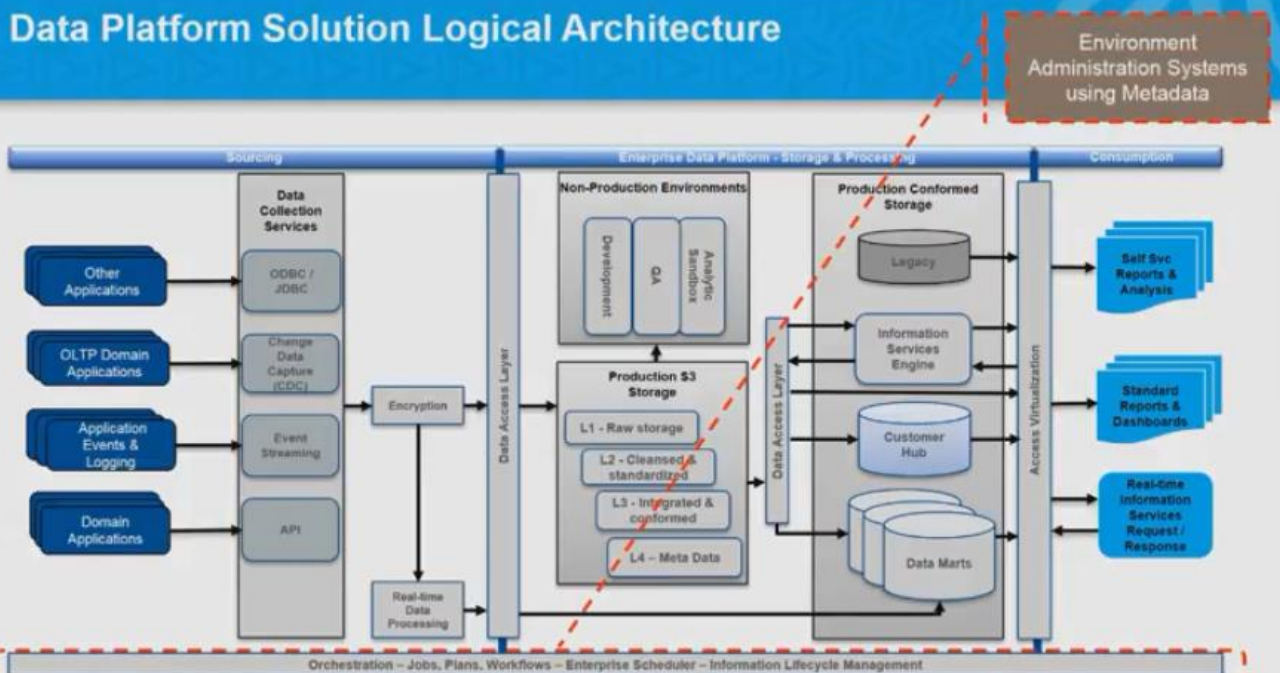 Data Platform Solution Logical Architecture
Environment
Administration Systems
using Metadata
Sourcing
Enterprise Data Platform - Storage & Processing
Consumption
Data
Collection
Services
Other
Applications
ODBC /
JDBC
OLTP Domain
Applications
Change
Data
Capture
(CDC)
Application
Events &
Logging
Event
Streaming
Domain
Applications
API
Encryption
Real-time
Data
Processing
Data Access Layer
Non-Production Environments
Development
QA
Analytic
Sandbox
Production S3
Storage
L1 - Raw storage
L2 - Cleansed &
standardized
L3 - Integrated &
conformed
L4 – Meta Data
Data Access Layer
Production Conformed
Storage
Legacy
Information
Services
Engine
Customer
Hub
Data Marts
Access Virtualization
Self Svc
Reports &
Analysis
Standard
Reports &
Dashboards
Real-time
Information
Services
Request /
Response
Orchestration – Jobs, Plans, Workflows – Enterprise Scheduler – Information Lifecycle Management